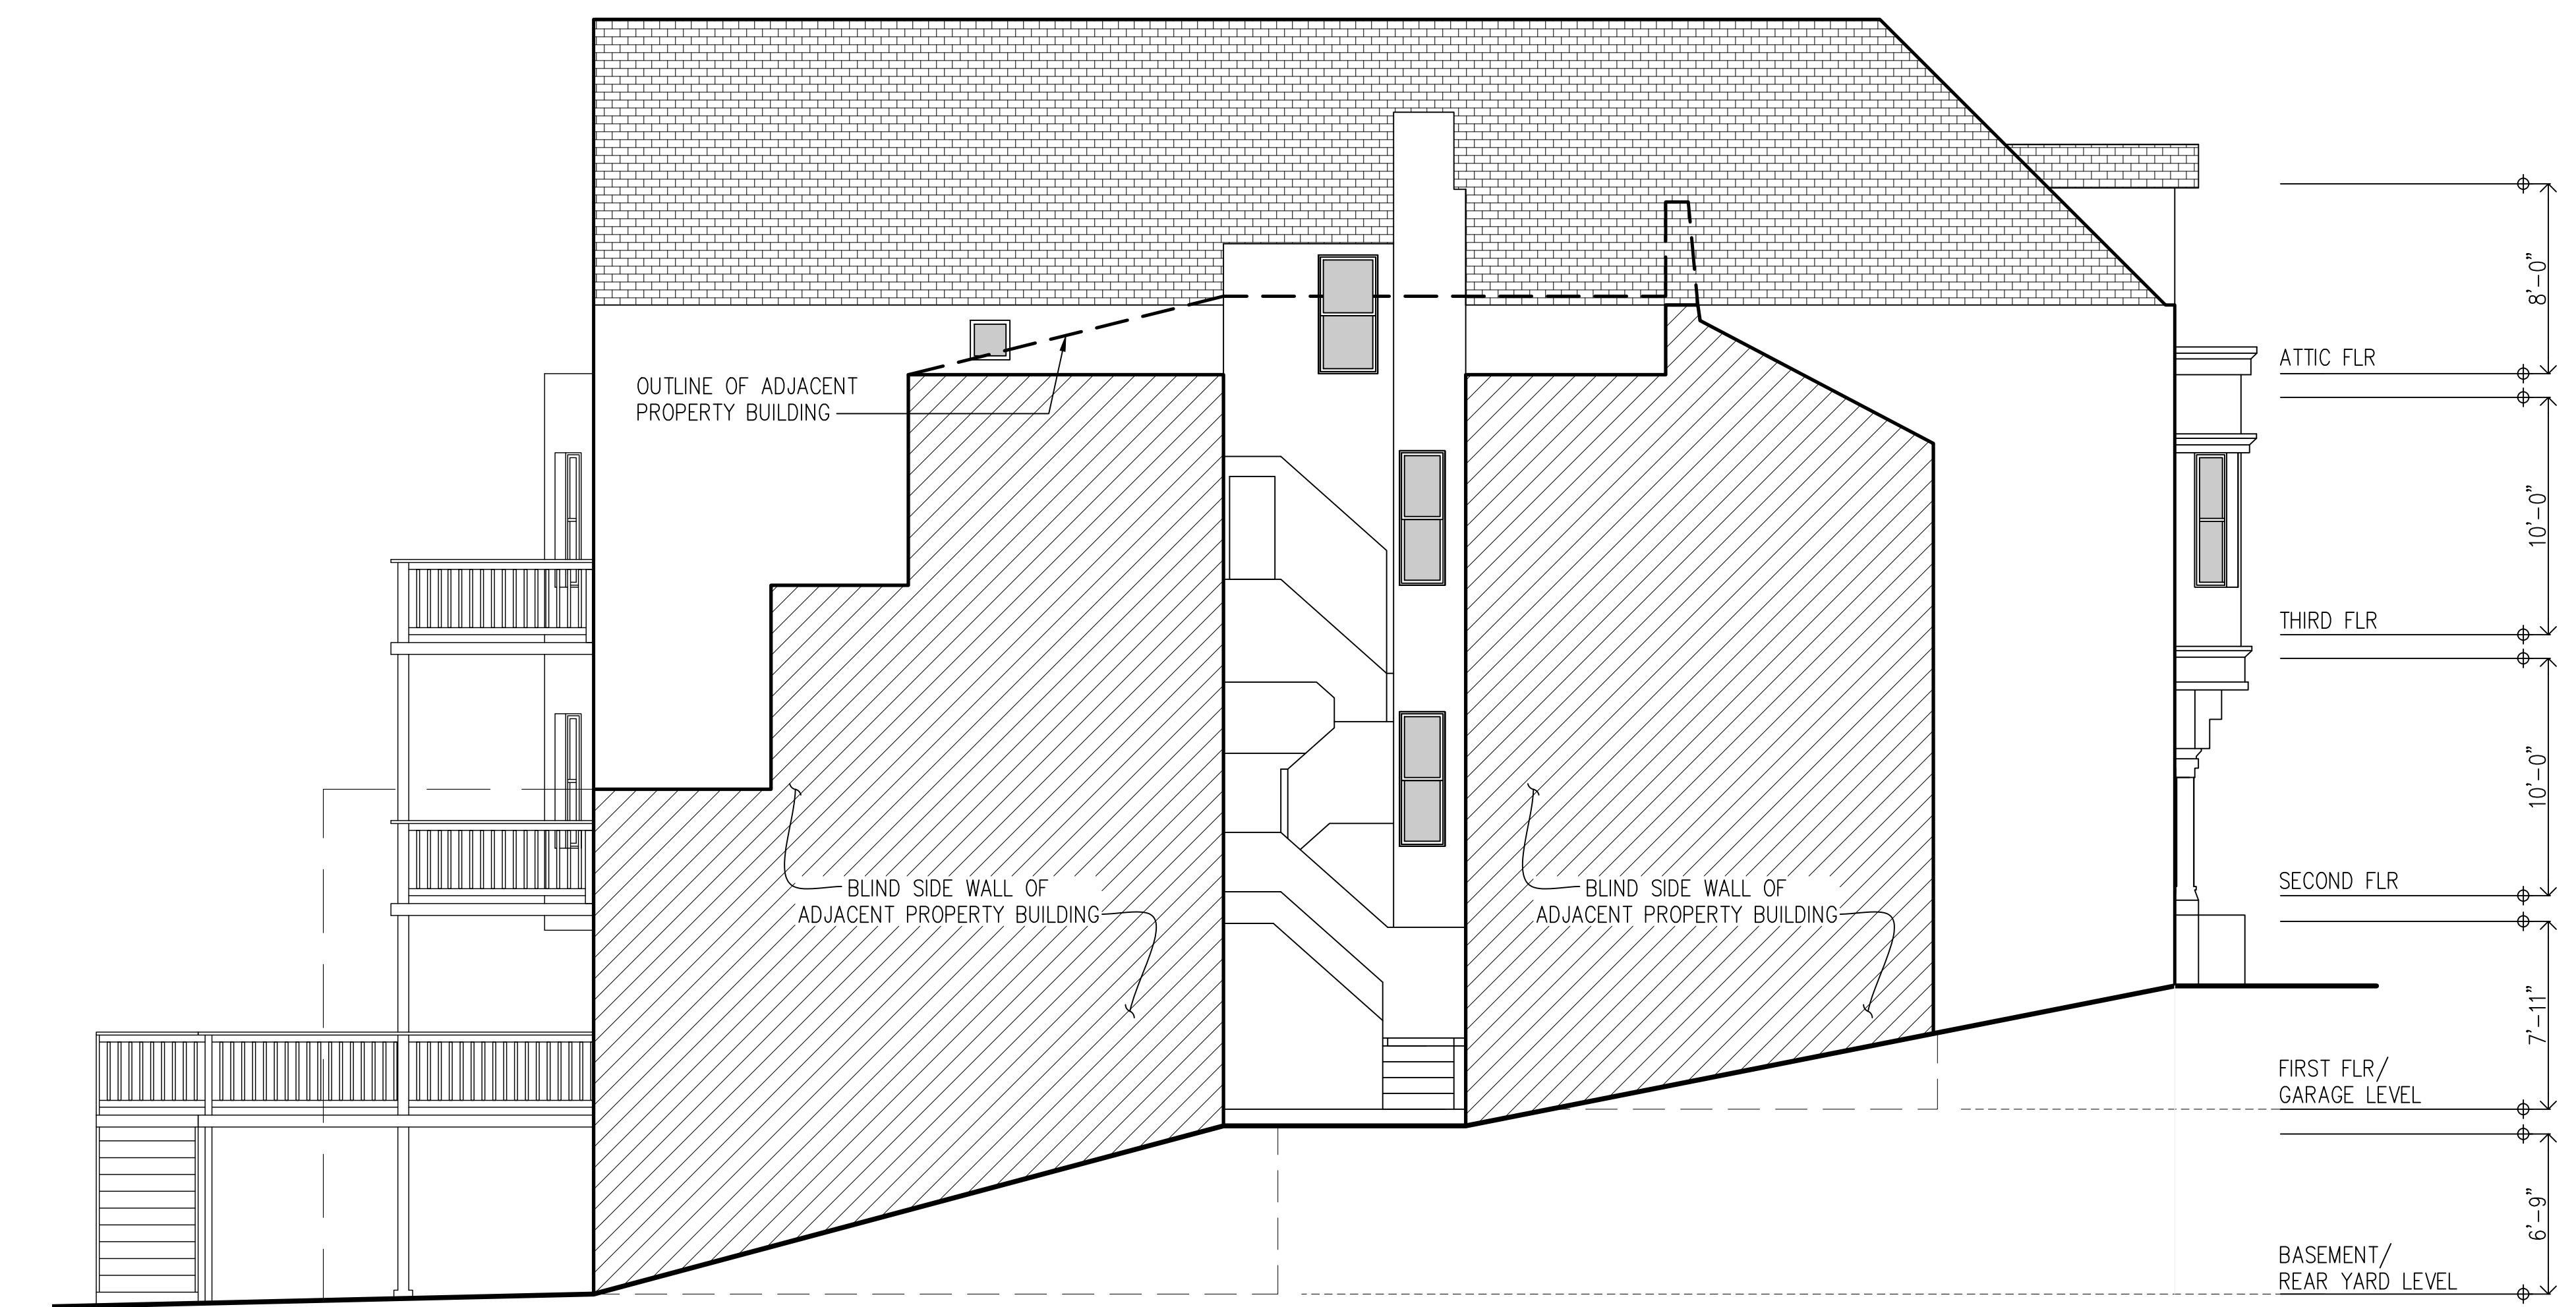 OUTLINE OF ADJACENT
PROPERTY BUILDING
BLIND SIDE WALL OF
ADJACENT PROPERTY BUILDING
BLIND SIDE WALL OF
ADJACENT PROPERTY BUILDING
8'-0"
ATTIC FLR
10'-0"
THIRD FLR
10'-0"
SECOND FLR
7'-11"
FIRST FLR/
GARAGE LEVEL
6'-9"
BASEMENT/
REAR YARD LEVEL